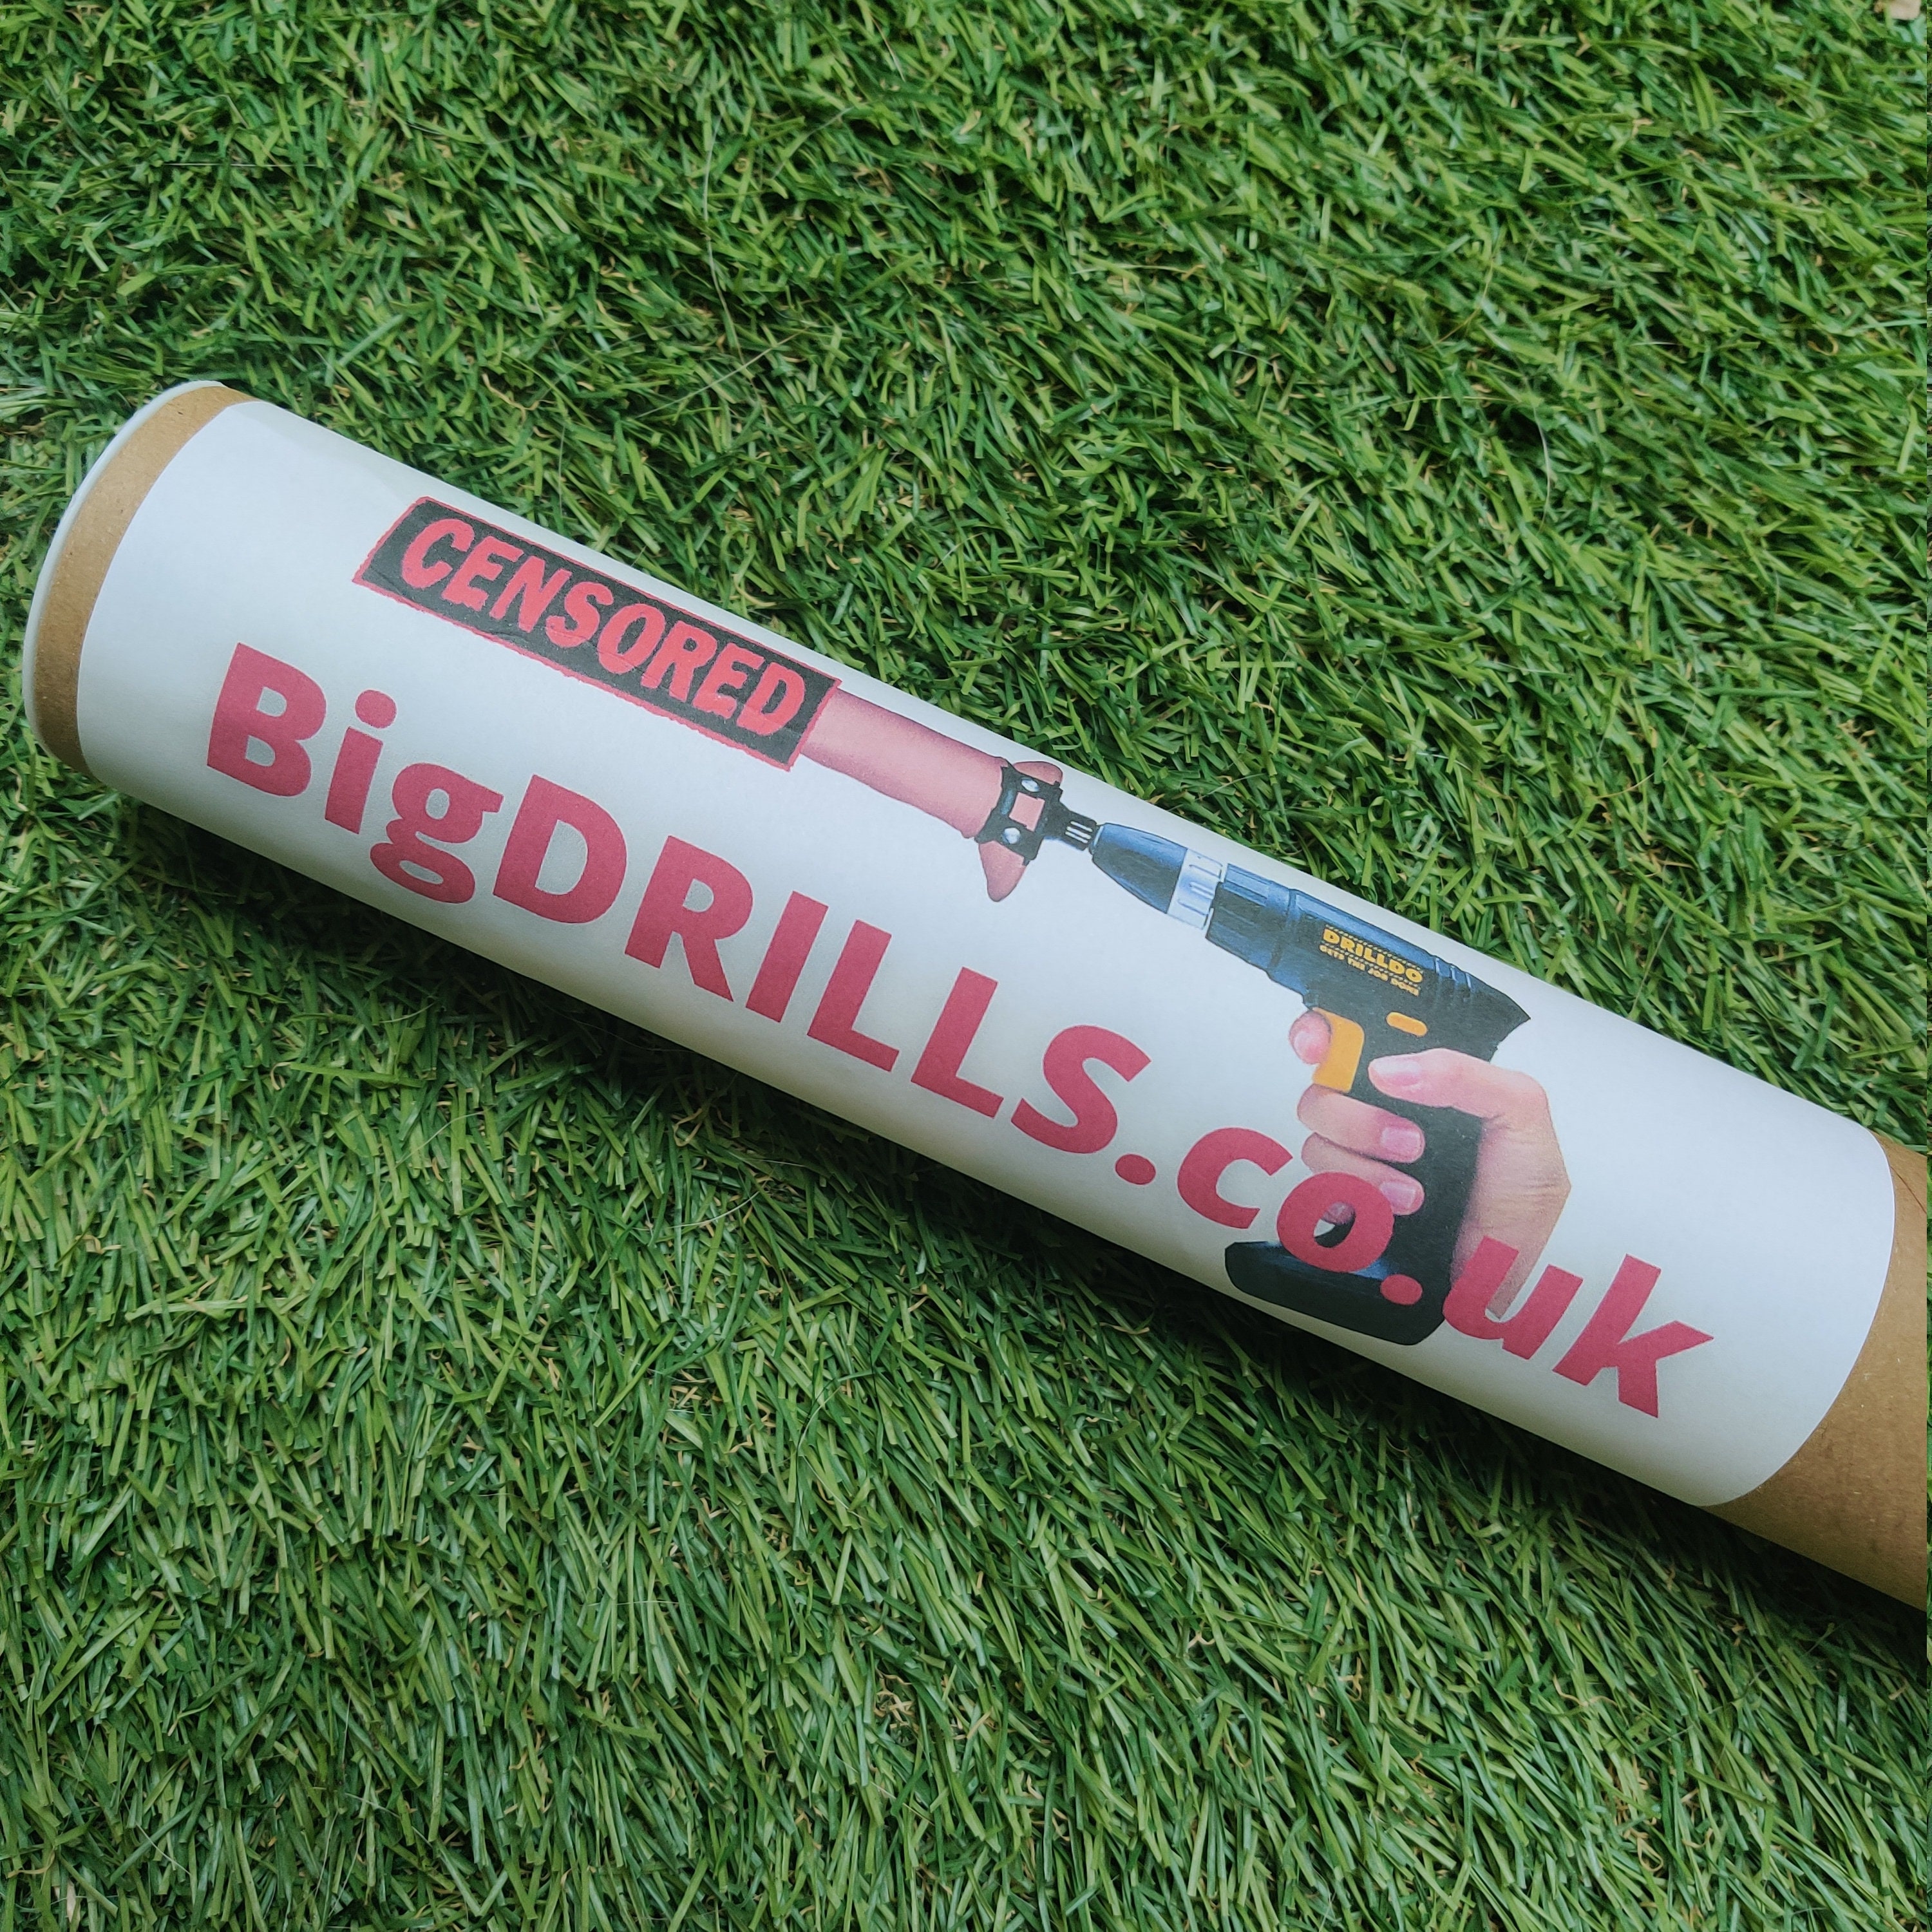 CENSORED
BigDRILLS.co.uk
DRILLDO
GETS THE JOB DONE